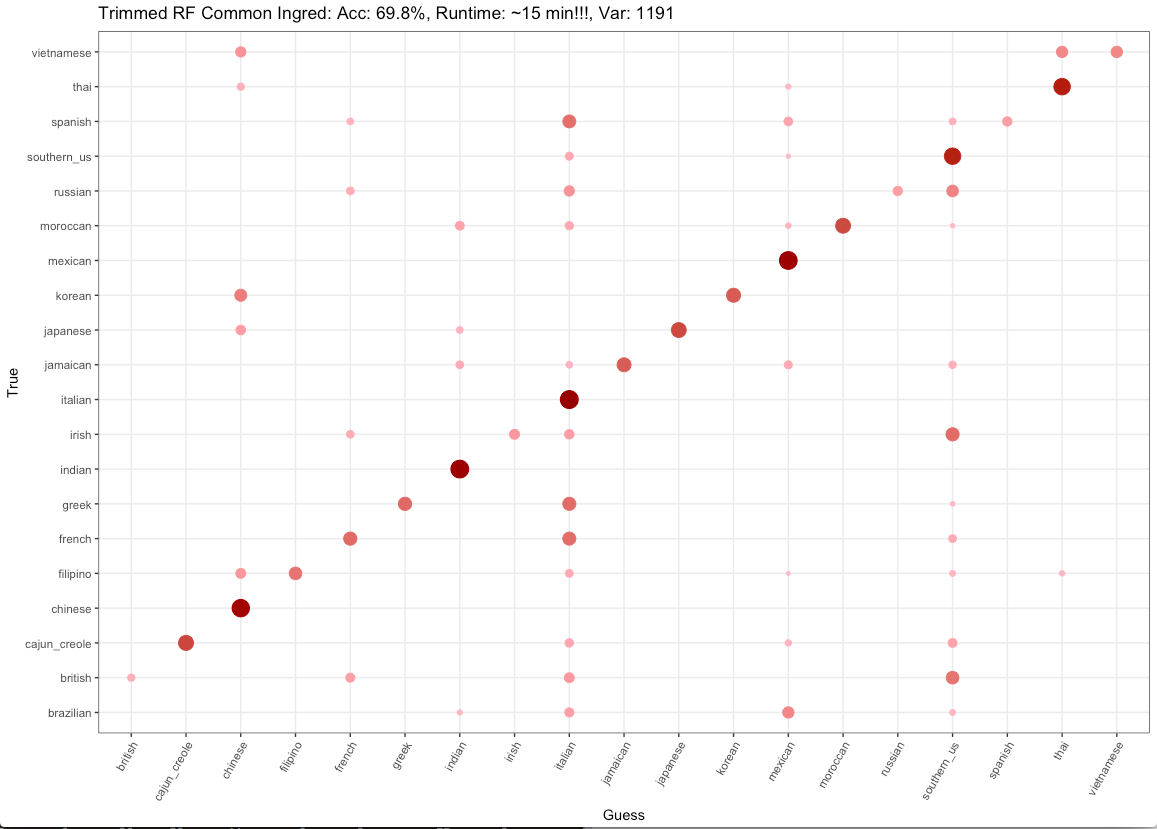 Trimmed RF Common Ingred: Acc: 69.8%, Runtime: ~15 min!!!, Var: 1191
vietnamese
thai
spanish
southern_us
russian
moroccan
mexican
korean
japanese
jamaican
italian
irish
indian
greek
french
filipino
chinese
cajun_creole
british
brazilian
True
british
cajun_creole
chinese
filipino
french
greek
indian
irish
italian
jamaican
japanese
korean
mexican
moroccan
russian
southern_us
spanish
thai
vietnamese
Guess